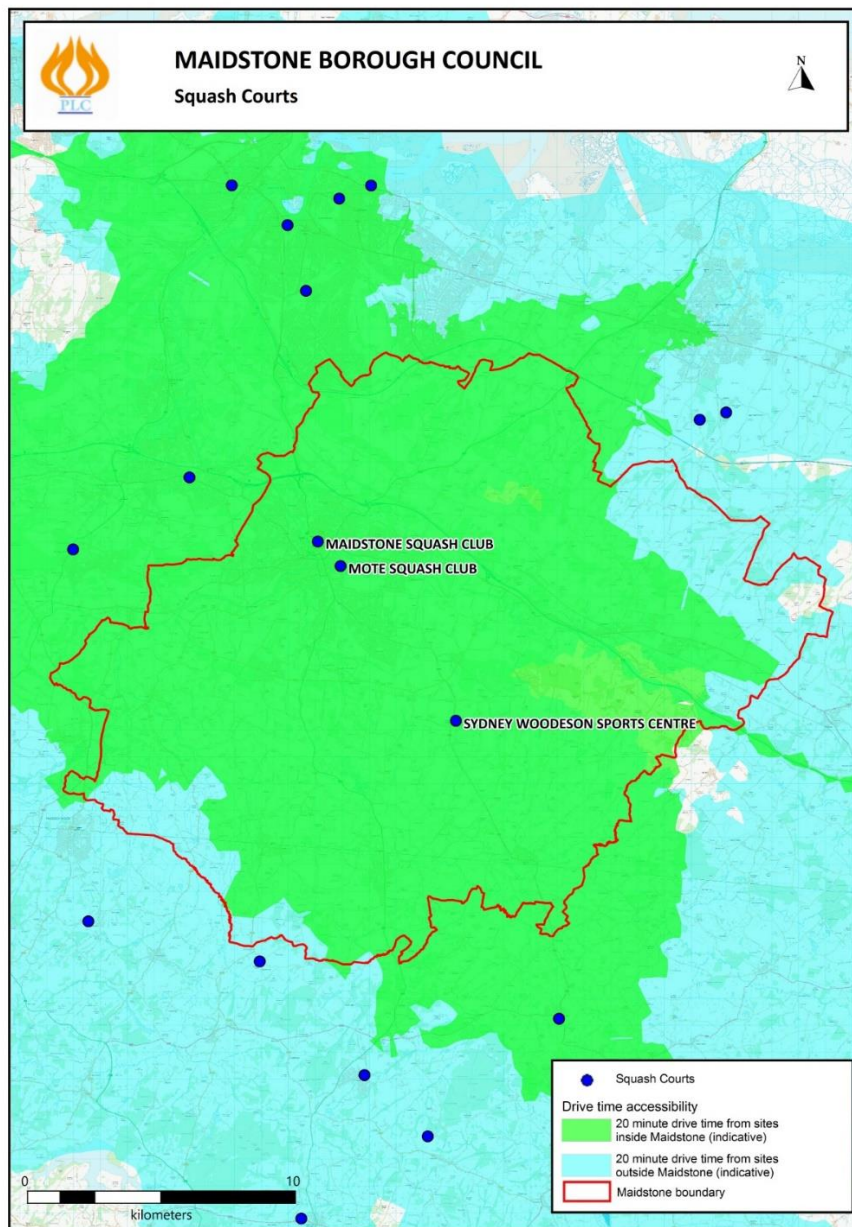 MAIDSTONE BOROUGH COUNCIL
Squash Courts
PLC
N
MAIDSTONE SQUASH CLUB
MOTE SQUASH CLUB
SYDNEY WOODESON SPORTS CENTRE
Squash Courts
Drive time accessibility
20 minute drive time from sites
inside Maidstone (indicative)
20 minute drive time from sites
outside Maidstone (indicative)
Maidstone boundary
0 10
kilometers